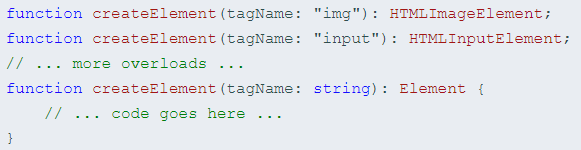 function createElement(tagName: "img"): HTMLImageElement;
function createElement(tagName: "input"): HTMLInputElement;
// ... more overloads ...
function createElement(tagName: string): Element {
    // ... code goes here ...
}